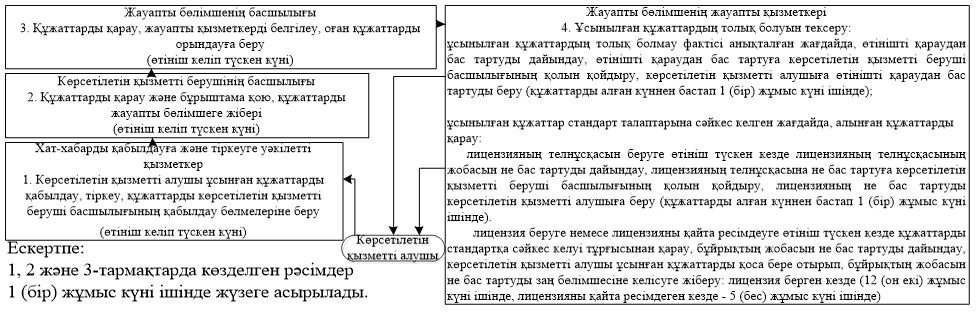 Жауапты бөлімшенің басшылығы
3. Құжаттарды қарау, жауапты қызметкерді белгілеу, оған құжаттарды
орындауға беру
(өтініш келіп түскен күні)
Көрсетілетін қызметті берушінің басшылығы
2. Құжаттарды қарау және бұрыштама қою, құжаттарды
жауапты бөлімшеге жібері
(өтініш келіп түскен күні)
Хат-хабарды қабылдауға және тіркеуге уәкілетті
қызметкер
1. Көрсетілетін қызметті алушы ұсынған құжаттарды
қабылдау, тіркеу, құжаттарды көрсетілетін қызметті
беруші басшылығының қабылдау бөлмелеріне беру
(өтініш келіп түскен күні)
Ескертпе:
1, 2 және 3-тармақтарда көзделген рәсімдер
1 (бір) жұмыс күні ішінде жүзеге асырылады.
Көрсетілетін
қызметті алушы
Жауапты бөлімшенің жауапты қызметкері
4. Ұсынылған құжаттардың толық болуын тексеру:
ұсынылған құжаттардың толық болмау фактісі анықталған жағдайда, өтінішті қараудан
бас тартуды дайындау, өтінішті қараудан бас тартуға көрсетілетін қызметті беруші
басшылығының қолын қойдыру, көрсетілетін қызметті алушыға өтінішті қараудан бас
тартуды беру (құжаттарды алған күннен бастап 1 (бір) жұмыс күні ішінде);
ұсынылған құжаттар стандарт талаптарына сәйкес келген жағдайда, алынған құжаттарды
қарау:
лицензияның телнұсқасын беруге өтініш түскен кезде лицензияның телнұсқасының
жобасын не бас тартуды дайындау, лицензияның телнұсқасына не бас тартуға көрсетілетін
қызметті беруші басшылығының қолын қойдыру, лицензияның не бас тартуды
көрсетілетін қызметті алушыға беру (құжаттарды алған күннен бастап 1 (бір) жұмыс күні
ішінде).
лицензия беруге немесе лицензияны қайта ресімдеуге өтініш түскен кезде құжаттарды
стандартқа сәйкес келуі тұрғысынан қарау, бұйрықтың жобасын не бас тартуды дайындау,
көрсетілетін қызметті алушы ұсынған құжаттарды қоса бере отырып, бұйрықтың жобасын
не бас тартуды заң бөлімшесіне келісуге жіберу: лицензия берген кезде (12 (он екі) жұмыс
күні ішінде, лицензияны қайта ресімдеген кезде - 5 (бес) жұмыс күні ішінде)